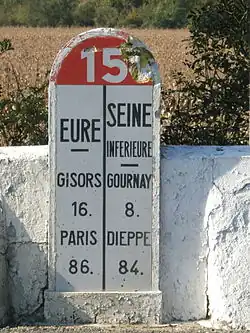 15
EURE
GISORS
16.
PARIS
86.
SEINE
INFERIEURE
GOURNAY
8.
DIEPPE
84.